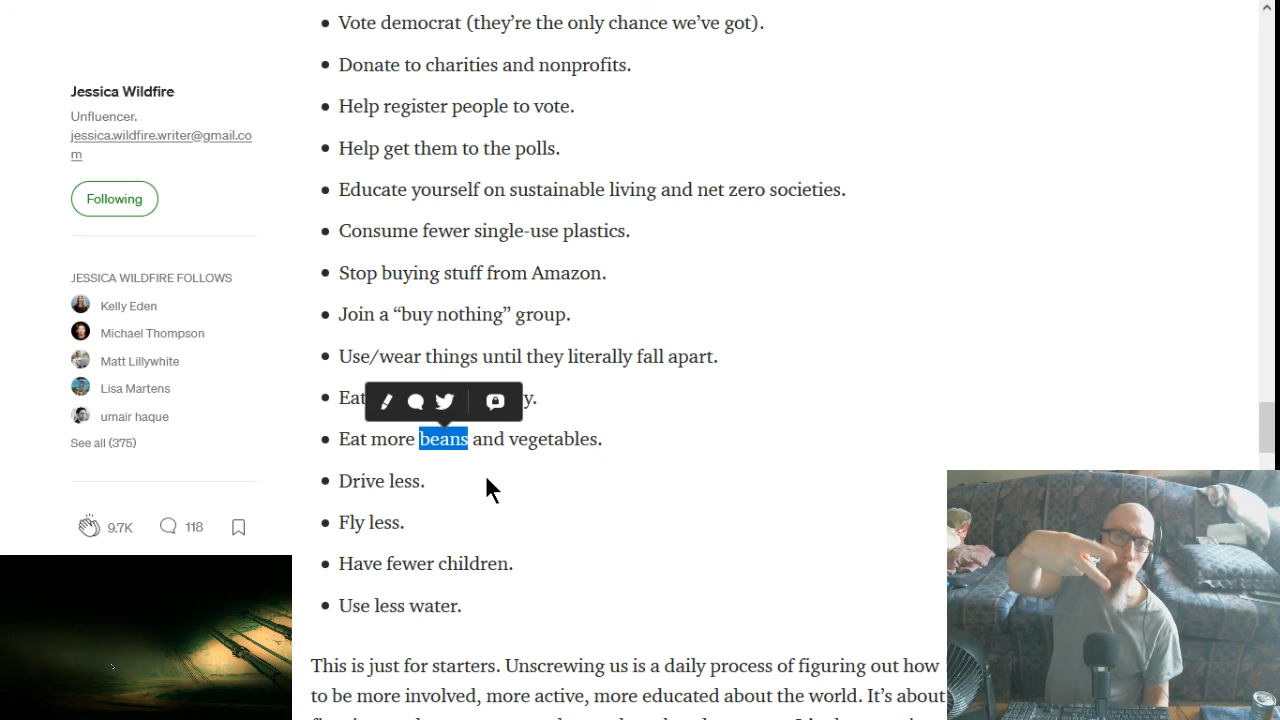 Vote democrat (they're the only chance we've got).
Donate to charities and nonprofits.
Help register people to vote.
Help get them to the polls.
Educate yourself on sustainable living and net zero societies.
Consume fewer single-use plastics.
Stop buying stuff from Amazon.
Join a “buy nothing” group.
Use/wear things until they literally fall apart.
Eat y.
Eat more beans and vegetables.
Drive less.
Fly less.
Have fewer children.
Use less water.
This is just for starters. Unscrewing us is a daily process of figuring out how
to be more involved, more active, more educated about the world. It's about
Jessica Wildfire
Unfluencer.
jessica.wildfire.writer@gmail.co
m
Following
JESSICA WILDFIRE FOLLOWS
Kelly Eden
Michael Thompson
Matt Lillywhite
Lisa Martens
umair haque
See all (375)
9.7K 118